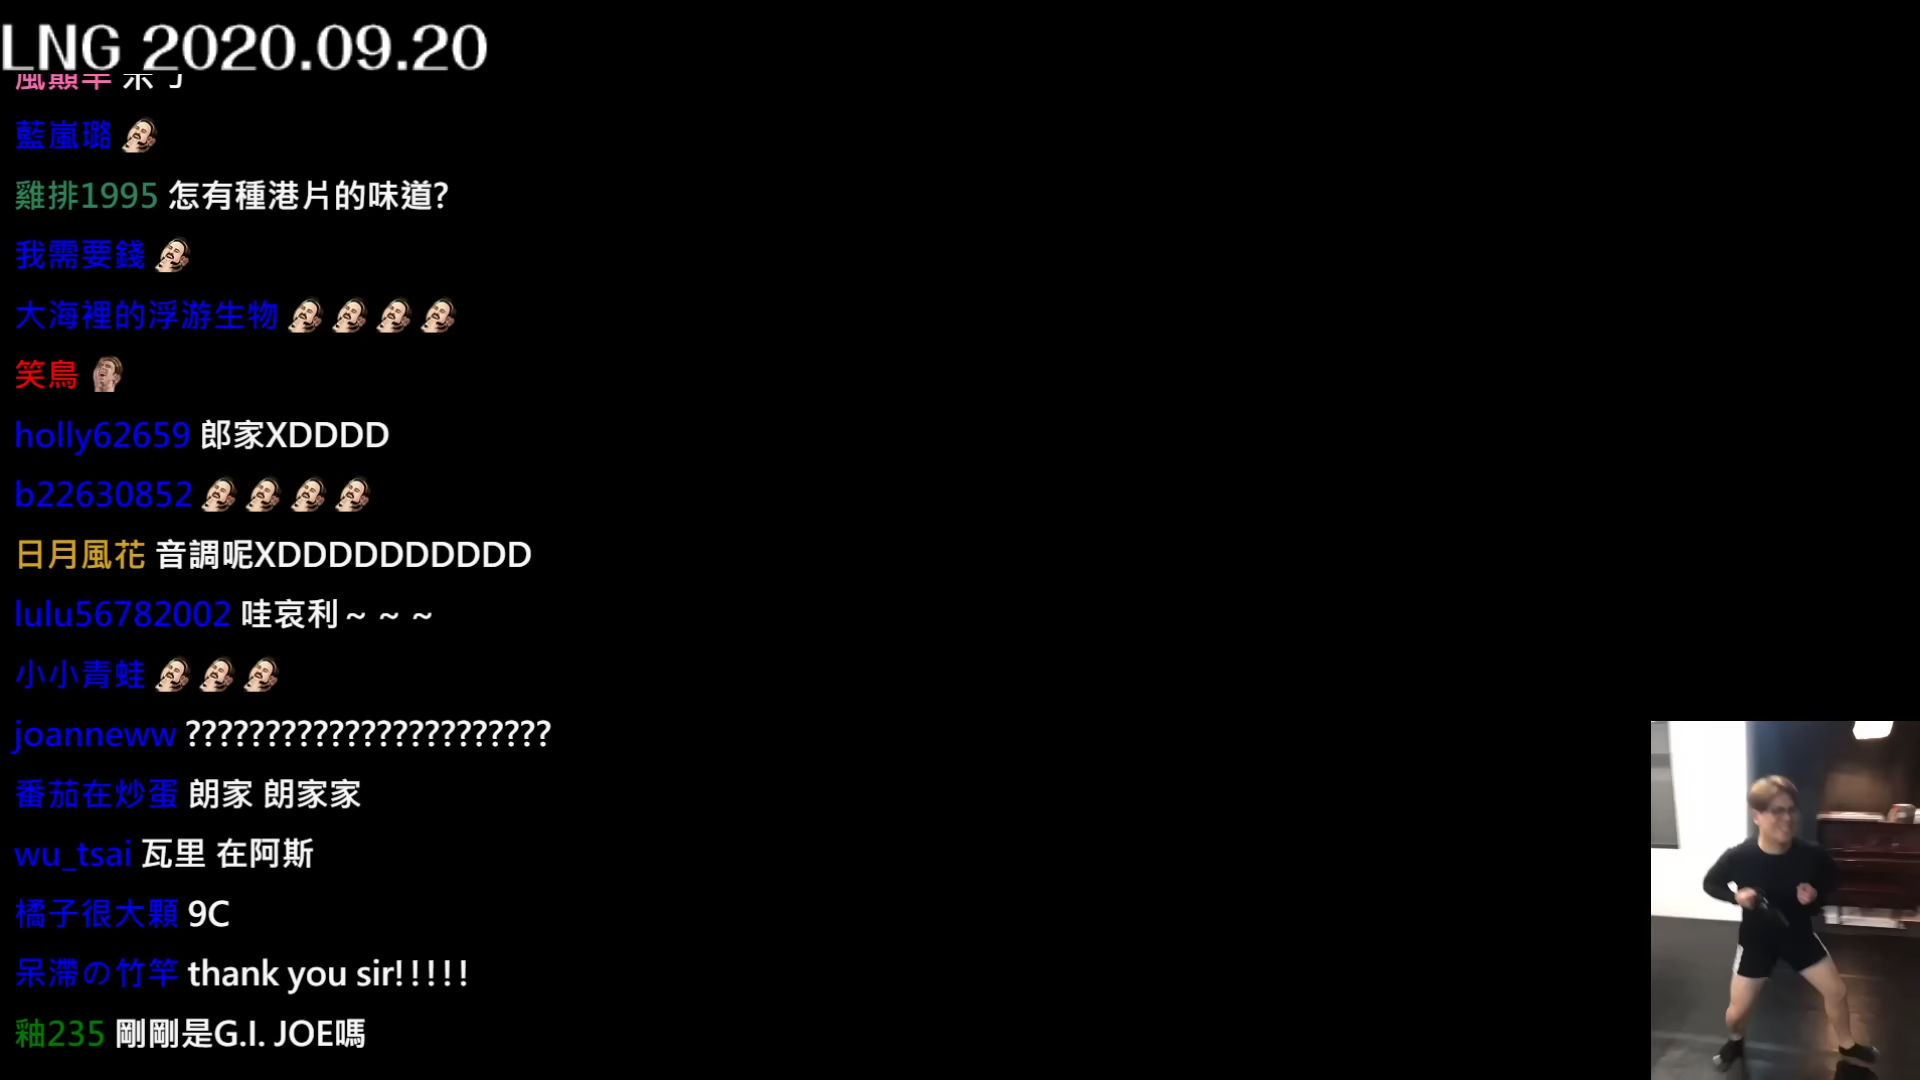 LNG 2020.09.20
風顛羊 來了
藍嵐璐
雞排1995 怎有種港片的味道?
我需要錢
大海裡的浮游生物
笑鳥
holly62659 郎家XDDDD
b22630852
日月風花 音調呢XDDDDDDDDDD
lulu56782002 哇哀利~ ~ ~
小小青蛙
joanneww ???????????????????????
番茄在炒蛋 朗家 朗家家
wu_tsai 瓦里 在阿斯
橘子很大顆 9C
呆滯の竹竿 thank you sir!!!!!
釉235 剛剛是G.I. JOE嗎